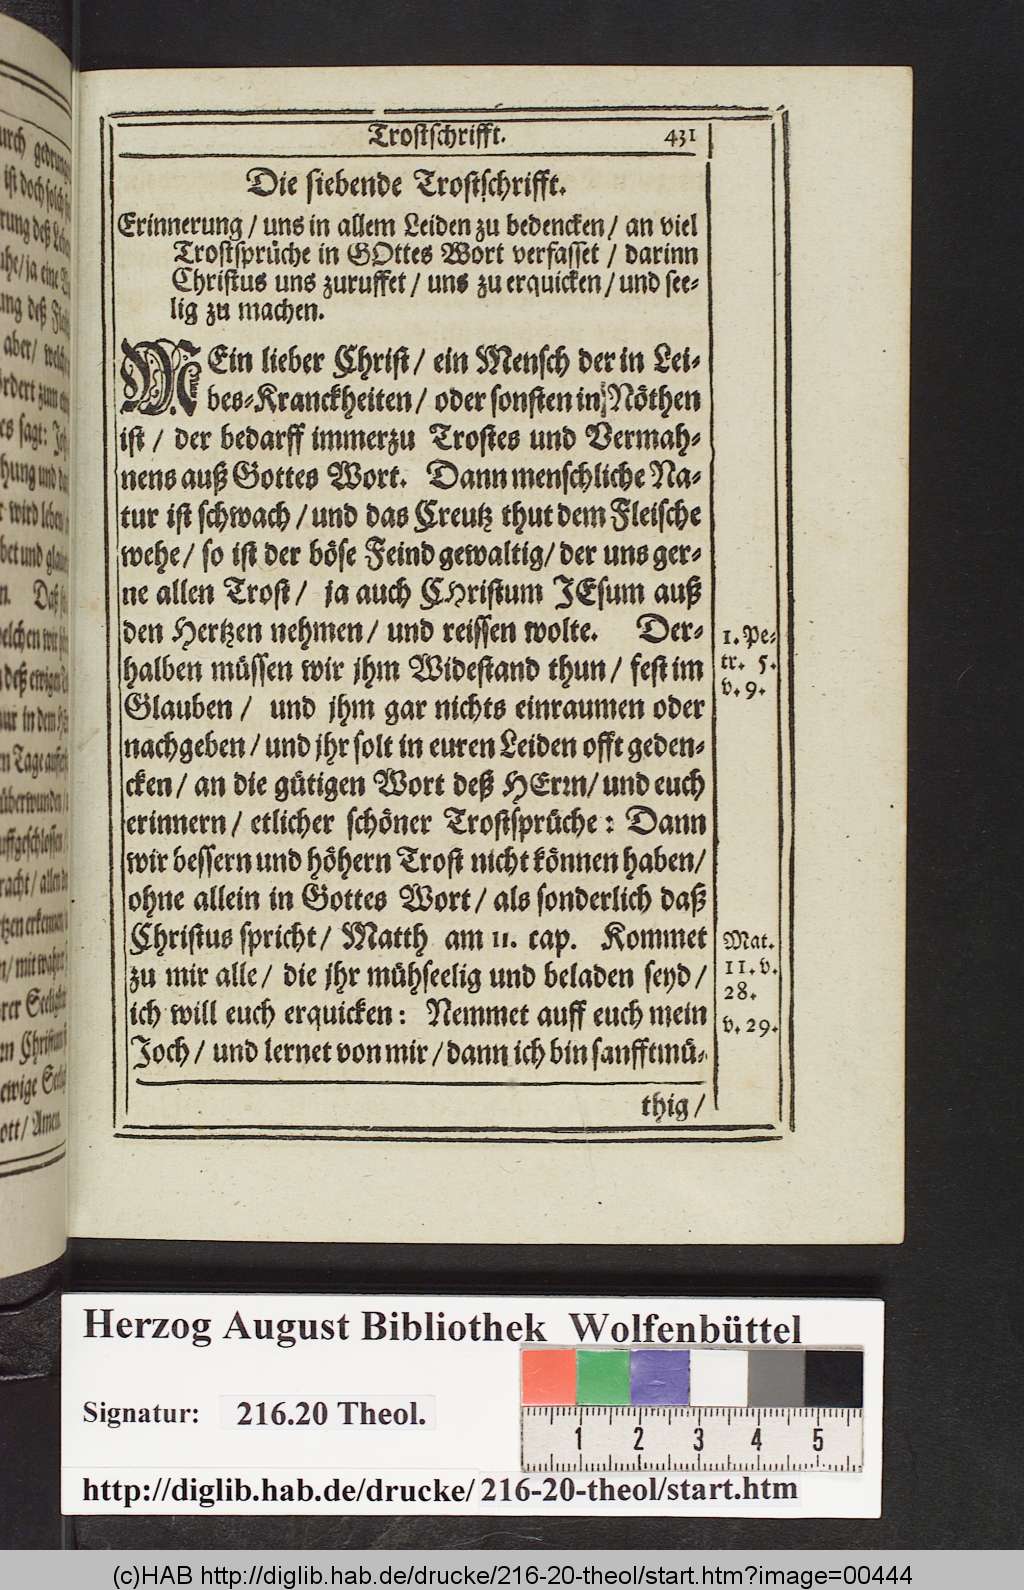 Trostschrifft. 431
Die siebende Trostschrifft.
Erinnerung / uns in allem Leiden zu bedencken / an viel
Trostsprüche in GOttes Wort verfasset / darinn
Christus uns zuruffet / uns zu erquicken / und see-
lig zu machen.
MEin lieber Christ / ein Mensch der in Lei-
bes-Kranckheiten / oder sonsten in Nöthen
ist / der bedarff immerzu Trostes und Vermah-
nens auß Gottes Wort. Dann menschliche Na-
tur ist schwach / und das Creutz thut dem Fleische
wehe / so ist der böse Feind gewaltig / der uns ger-
ne allen Trost / ja auch CHristum JEsum auß
den Hertzen nehmen / und reissen wolte. Der-
halben müssen wir jhm Widestand thun / fest im
Glauben / und jhm gar nichts einraumen oder
nachgeben / und jhr solt in euren Leiden offt geden-
cken / an die gütigen Wort deß HErrn / und euch
erinnern / etlicher schöner Trostsprüche : Dann
wir bessern und höhern Trost nicht können haben /
ohne allein in Gottes Wort / als sonderlich daß
Christus spricht / Matth am 11. cap. Kommet
zu mir alle / die jhr mühseelig und beladen seyd /
ich will euch erquicken : Nemmet auff euch mein
Joch / und lernet von mir / dann ich bin sanfftmü-
thig /
1. Pe-
tr. 5.
v. 9.
Mat.
11. v.
28.
v. 29.
Herzog August Bibliothek Wolfenbüttel
Signatur: 216.20 Theol.
1 2 3 4 5
http://diglib.hab.de/drucke/216-20-theol/start.htm
(c)HAB http://diglib.hab.de/drucke/216-20-theol/start.htm?image=00444